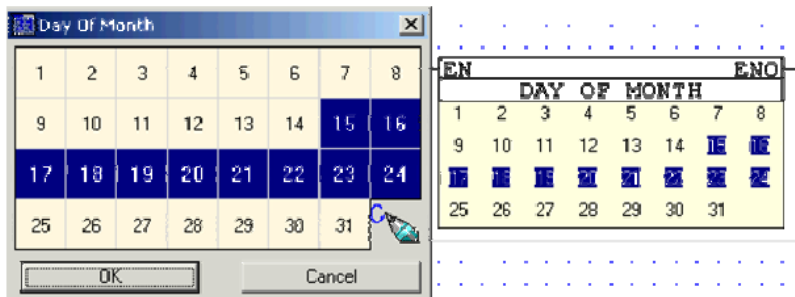 Day Of Month
1 2 3 4 5 6 7 8
9 10 11 12 13 14 15 16
17 18 19 20 21 22 23 24
25 26 27 28 29 30 31
OK Cancel
EN ENO
DAY OF MONTH
1 2 3 4 5 6 7 8
9 10 11 12 13 14 15 16
17 18 19 20 21 22 23 24
25 26 27 28 29 30 31